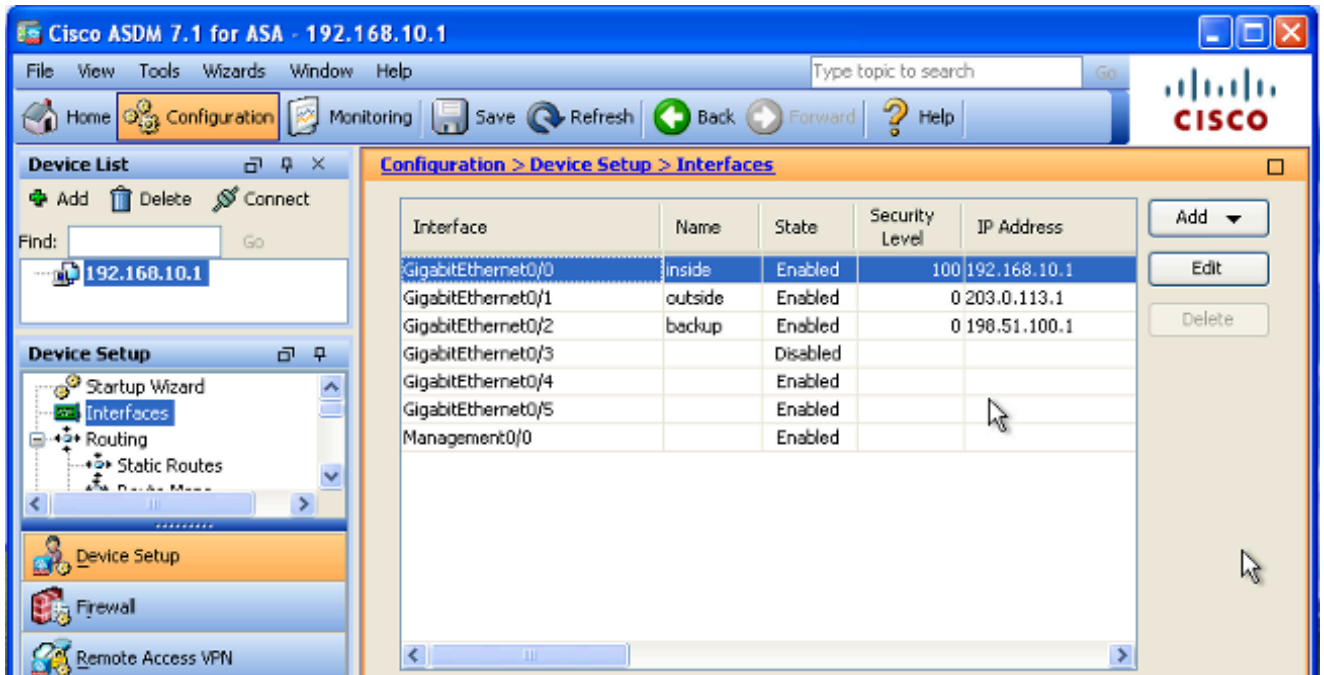 Cisco ASDM 7.1 for ASA - 192.168.10.1
File View Tools Wizards Window Help Type topic to search Go
Home Configuration Monitoring Save Refresh Back Forward Help
CISCO
Device List
Add Delete Connect
Find: Go
192.168.10.1
Device Setup
Startup Wizard
Interfaces
Routing
Static Routes
Device Setup
Firewall
Remote Access VPN
Configuration > Device Setup > Interfaces
Interface Name State Security Level IP Address
GigabitEthernet0/0 inside Enabled 100 192.168.10.1
GigabitEthernet0/1 outside Enabled 0 203.0.113.1
GigabitEthernet0/2 backup Enabled 0 198.51.100.1
GigabitEthernet0/3 Disabled
GigabitEthernet0/4 Enabled
GigabitEthernet0/5 Enabled
Management0/0 Enabled
Add
Edit
Delete